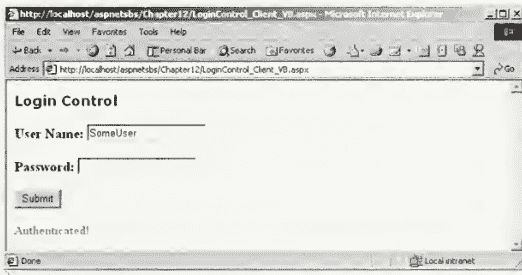 http://localhost/aspnetsbs/Chapter12/LoginControl_Client_VB.aspx - Microsoft Internet Explorer
File Edit View Favorites Tools Help
Back Personal Bar Search Favorites
Address http://localhost/aspnetsbs/Chapter12/LoginControl_Client_VB.aspx Go
Login Control
User Name: SomeUser
Password:
Submit
Authenticated!
Done Local intranet